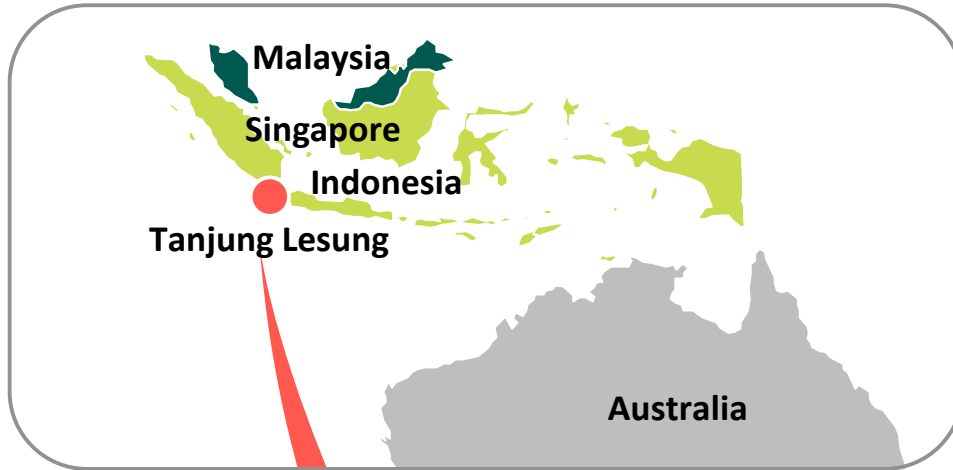 Malaysia
Singapore
Indonesia
Tanjung Lesung
Australia